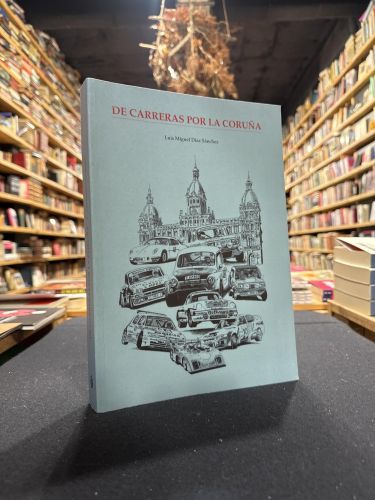 DE CARRERAS POR LA CORUÑA
Luis Miguel Díaz Sánchez